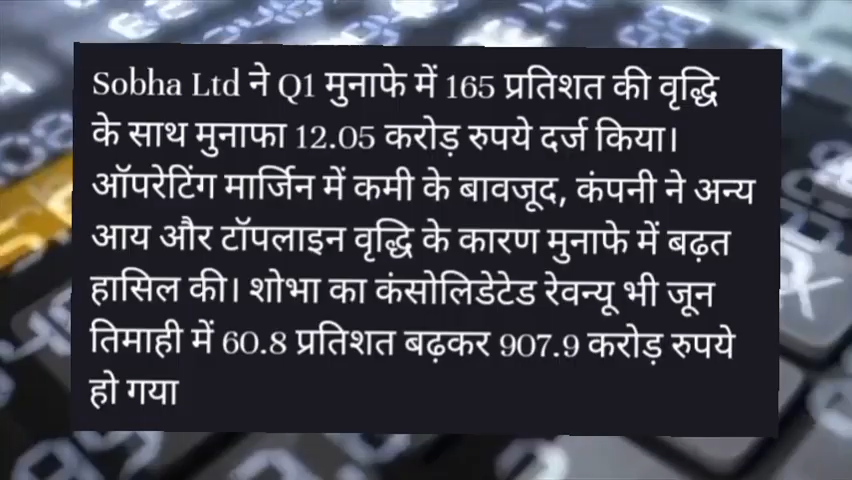 Sobha Ltd ने Q1 मुनाफे में 165 प्रतिशत की वृद्धि
के साथ मुनाफा 12.05 करोड़ रुपये दर्ज किया।
ऑपरेटिंग मार्जिन में कमी के बावजूद, कंपनी ने अन्य
आय और टॉपलाइन वृद्धि के कारण मुनाफे में बढ़त
हासिल की। शोभा का कंसोलिडेटेड रेवन्यू भी जून
तिमाही में 60.8 प्रतिशत बढ़कर 907.9 करोड़ रुपये
हो गया